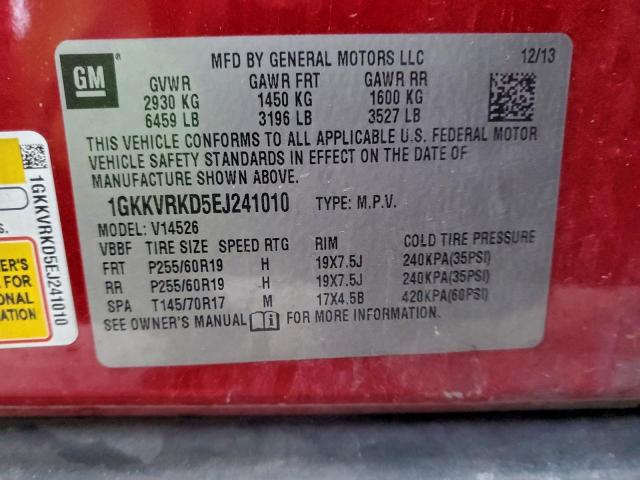 GM
MFD BY GENERAL MOTORS LLC 12/13
GVWR GAWR FRT GAWR RR
2930 KG 1450 KG 1600 KG
6459 LB 3196 LB 3527 LB
THIS VEHICLE CONFORMS TO ALL APPLICABLE U.S. FEDERAL MOTOR
VEHICLE SAFETY STANDARDS IN EFFECT ON THE DATE OF
MANUFACTURE SHOWN ABOVE.
1GKKVRKD5EJ241010 TYPE: M.P.V.
MODEL: V14526
VBBF TIRE SIZE SPEED RTG RIM COLD TIRE PRESSURE
FRT P255/60R19 H 19X7.5J 240KPA(35PSI)
RR P255/60R19 H 19X7.5J 240KPA(35PSI)
SPA T145/70R17 M 17X4.5B 420KPA(60PSI)
SEE OWNER'S MANUAL i FOR MORE INFORMATION.
1GKKVRKD5EJ241010
s.
ER'S
FOR
ONAL
ON